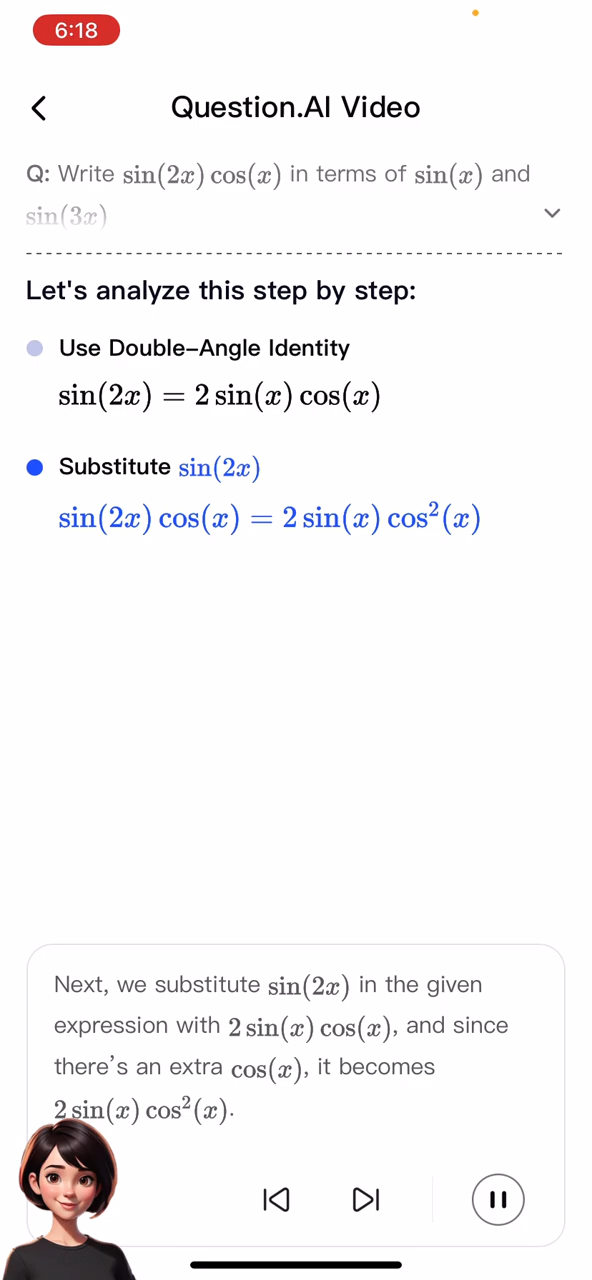 6:18
Question.AI Video
Q: Write sin(2x) cos(x) in terms of sin(x) and
sin(3x)
Let's analyze this step by step:
Use Double–Angle Identity
sin(2x) = 2 sin(x) cos(x)
Substitute sin(2x)
sin(2x) cos(x) = 2 sin(x) cos²(x)
Next, we substitute sin(2x) in the given
expression with 2 sin(x) cos(x), and since
there's an extra cos(x), it becomes
2 sin(x) cos²(x).